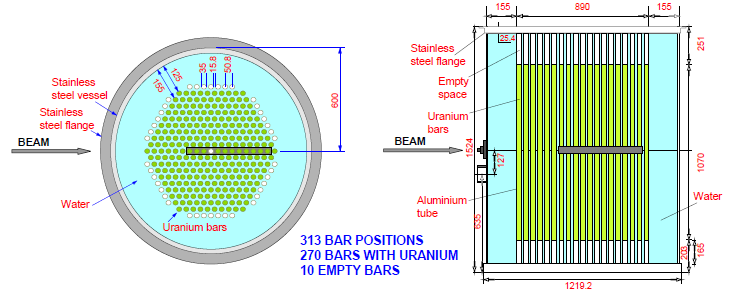 155
890
155
Stainless
steel flange
25.4
251
Empty
space
Uranium
bars
BEAM
1524
127
1070
Aluminium
tube
635
Water
203
165
1219.2
35
15.8
50.8
125
155
600
Stainless
steel vessel
Stainless
steel flange
BEAM
Water
Uranium bars
313 BAR POSITIONS
270 BARS WITH URANIUM
10 EMPTY BARS